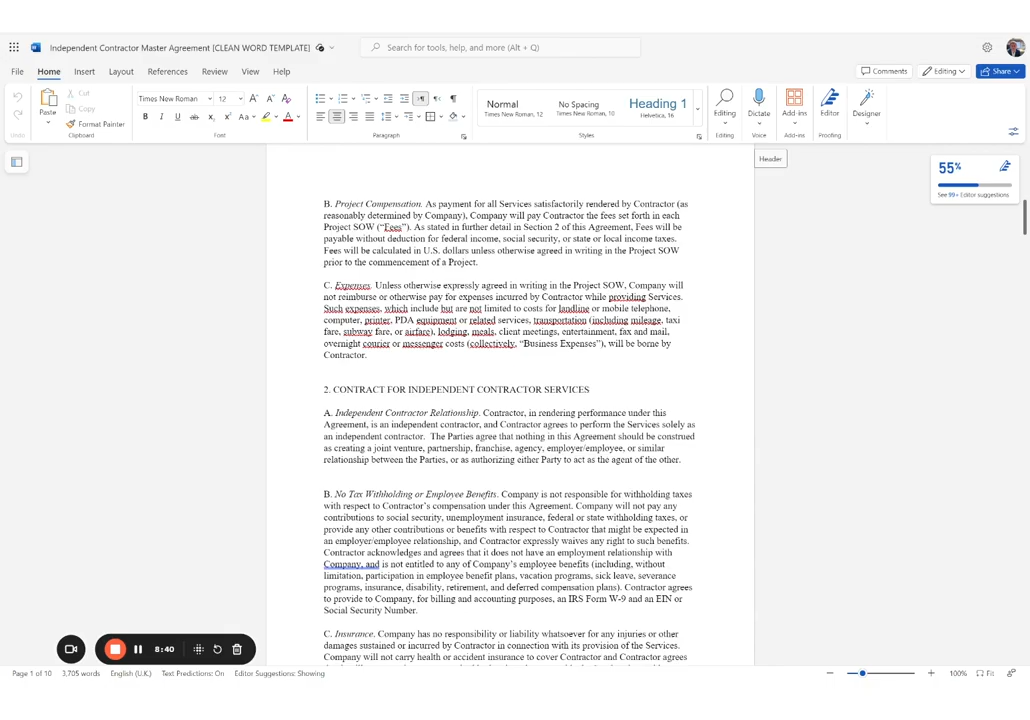 Independent Contractor Master Agreement [CLEAN WORD TEMPLATE]
Search for tools, help, and more (Alt + Q)
File Home Insert Layout References Review View Help
Comments Editing Share
Paste
Cut
Copy
Format Painter
Times New Roman 12
B I U ab x₂ x² Aa A
Normal
Times New Roman, 12
No Spacing
Times New Roman, 10
Heading 1
Helvetica, 16
Editing Dictate Add-ins Editor Designer
Undo Clipboard Font Paragraph Styles Editing Voice Add-ins Proofing
Header
55%
See 99+ Editor suggestions
B. Project Compensation. As payment for all Services satisfactorily rendered by Contractor (as
reasonably determined by Company), Company will pay Contractor the fees set forth in each
Project SOW (“Fees”). As stated in further detail in Section 2 of this Agreement, Fees will be
payable without deduction for federal income, social security, or state or local income taxes.
Fees will be calculated in U.S. dollars unless otherwise agreed in writing in the Project SOW
prior to the commencement of a Project.
C. Expenses. Unless otherwise expressly agreed in writing in the Project SOW, Company will
not reimburse or otherwise pay for expenses incurred by Contractor while providing Services.
Such expenses, which include but are not limited to costs for landline or mobile telephone,
computer, printer, PDA equipment or related services, transportation (including mileage, taxi
fare, subway fare, or airfare), lodging, meals, client meetings, entertainment, fax and mail,
overnight courier or messenger costs (collectively, “Business Expenses”), will be borne by
Contractor.
2. CONTRACT FOR INDEPENDENT CONTRACTOR SERVICES
A. Independent Contractor Relationship. Contractor, in rendering performance under this
Agreement, is an independent contractor, and Contractor agrees to perform the Services solely as
an independent contractor. The Parties agree that nothing in this Agreement should be construed
as creating a joint venture, partnership, franchise, agency, employer/employee, or similar
relationship between the Parties, or as authorizing either Party to act as the agent of the other.
B. No Tax Withholding or Employee Benefits. Company is not responsible for withholding taxes
with respect to Contractor’s compensation under this Agreement. Company will not pay any
contributions to social security, unemployment insurance, federal or state withholding taxes, or
provide any other contributions or benefits with respect to Contractor that might be expected in
an employer/employee relationship, and Contractor expressly waives any right to such benefits.
Contractor acknowledges and agrees that it does not have an employment relationship with
Company, and is not entitled to any of Company’s employee benefits (including, without
limitation, participation in employee benefit plans, vacation programs, sick leave, severance
programs, insurance, disability, retirement, and deferred compensation plans). Contractor agrees
to provide to Company, for billing and accounting purposes, an IRS Form W-9 and an EIN or
Social Security Number.
C. Insurance. Company has no responsibility or liability whatsoever for any injuries or other
damages sustained or incurred by Contractor in connection with its provision of the Services.
Company will not carry health or accident insurance to cover Contractor and Contractor agrees
8:40
Page 1 of 10 3,705 words English (U.K.) Text Predictions: On Editor Suggestions: Showing
100% Fit